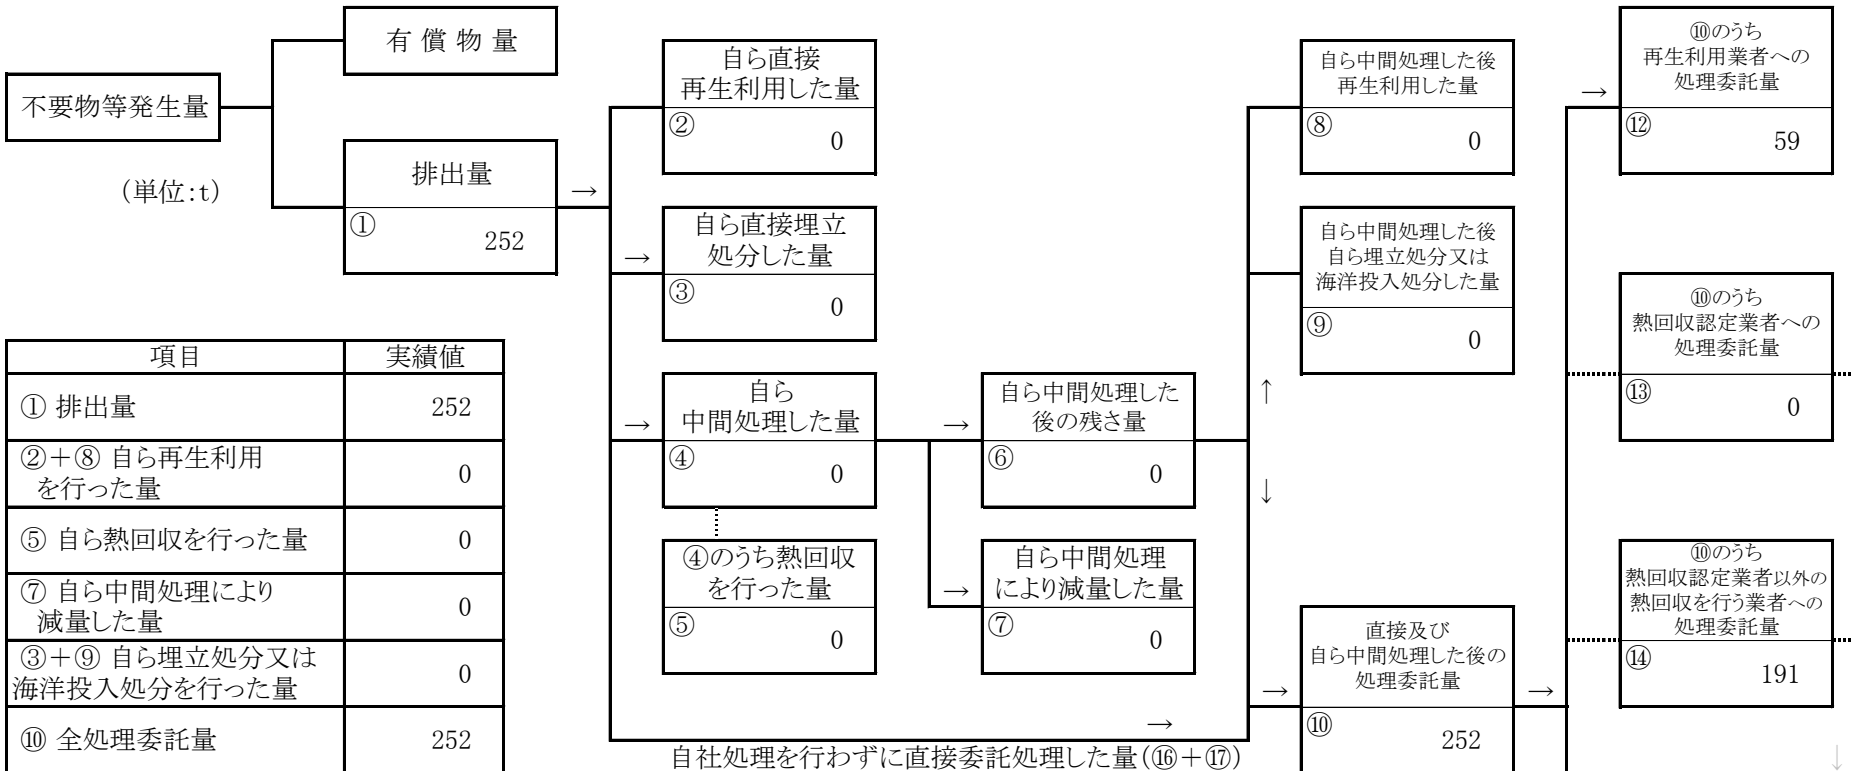 有 償 物 量
不要物等発生量
(単位:t)
排出量
→
①
252
自ら直接
再生利用した量
②
0
→
自ら直接埋立
処分した量
③
0
→
自ら
中間処理した量
④
0
④のうち熱回収
を行った量
⑤
0
→
自ら中間処理した
後の残さ量
⑥
0
→
自ら中間処理
により減量した量
⑦
0
自ら中間処理した後
再生利用した量
⑧
0
自ら中間処理した後
自ら埋立処分又は
海洋投入処分した量
⑨
0
↑
↓
→
直接及び
自ら中間処理した後の
処理委託量
⑩
252
→
→
自社処理を行わずに直接委託処理した量(⑯+⑰)
→
⑩のうち
再生利用業者への
処理委託量
⑫
59
⑩のうち
熱回収認定業者への
処理委託量
⑬
0
⑩のうち
熱回収認定業者以外の
熱回収を行う業者への
処理委託量
⑭
191
↓
項目 実績値
① 排出量 252
②+⑧ 自ら再生利用
を行った量 0
⑤ 自ら熱回収を行った量 0
⑦ 自ら中間処理により
減量した量 0
③+⑨ 自ら埋立処分又は
海洋投入処分を行った量 0
⑩ 全処理委託量 252